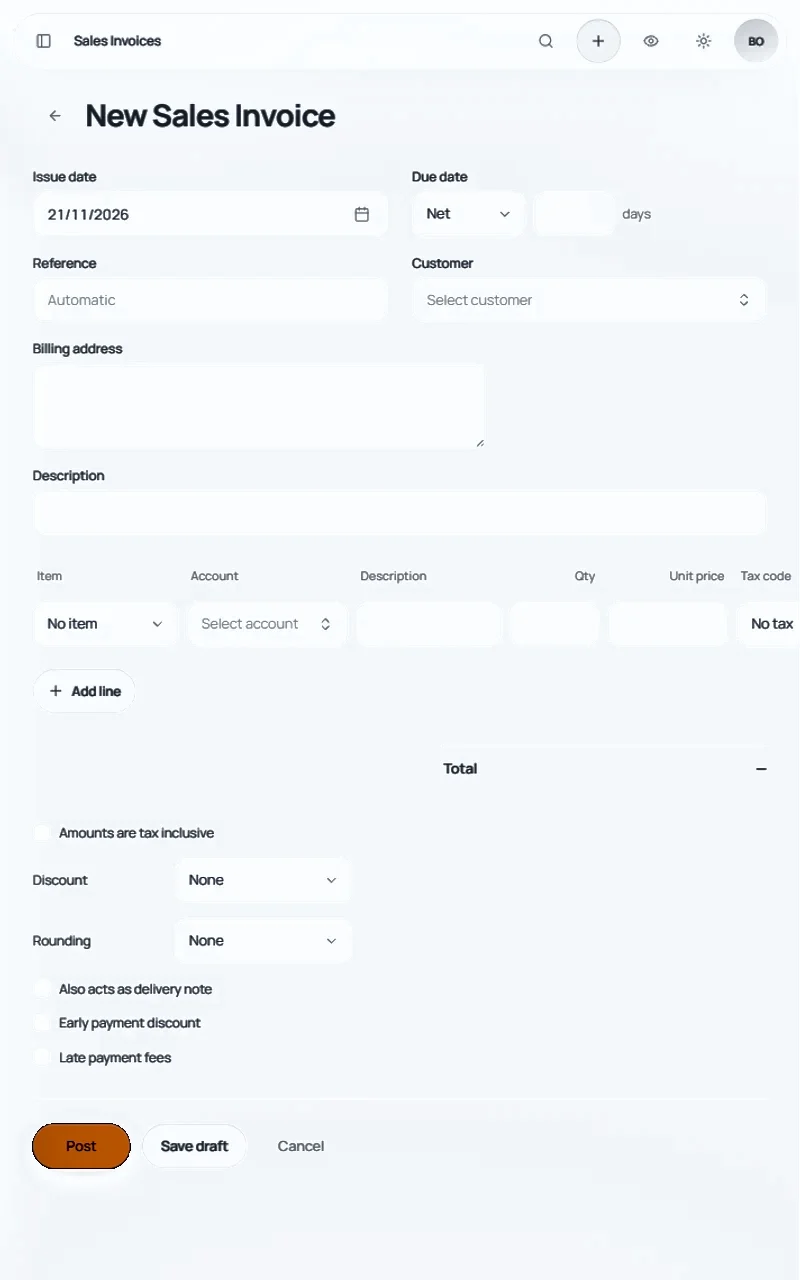 Sales Invoices
BO
New Sales Invoice
Issue date
Due date
21/11/2026
Net
days
Reference
Customer
Automatic
Select customer
Billing address
Description
Item Account Description Qty Unit price Tax code
No item Select account No tax
Add line
Total –
Amounts are tax inclusive
Discount None
Rounding None
Also acts as delivery note
Early payment discount
Late payment fees
Post Save draft Cancel